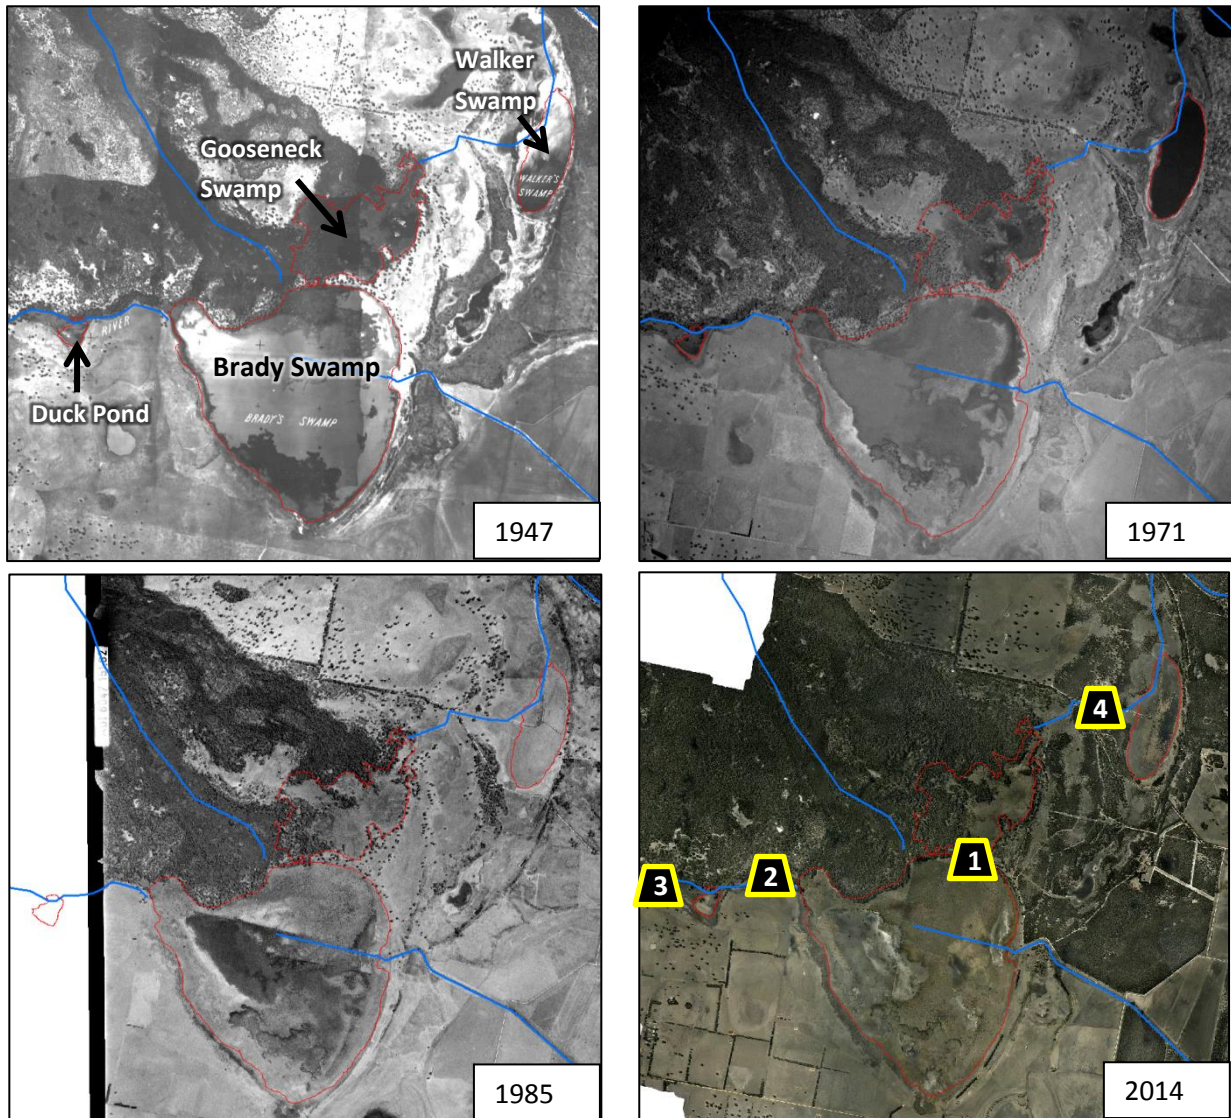 Walker
Swamp
Gooseneck
Swamp
WALKER'S
SWAMP
RIVER
Brady Swamp
BRADY'S SWAMP
Duck Pond
1947
1971
1985
2014
4
1
2
3